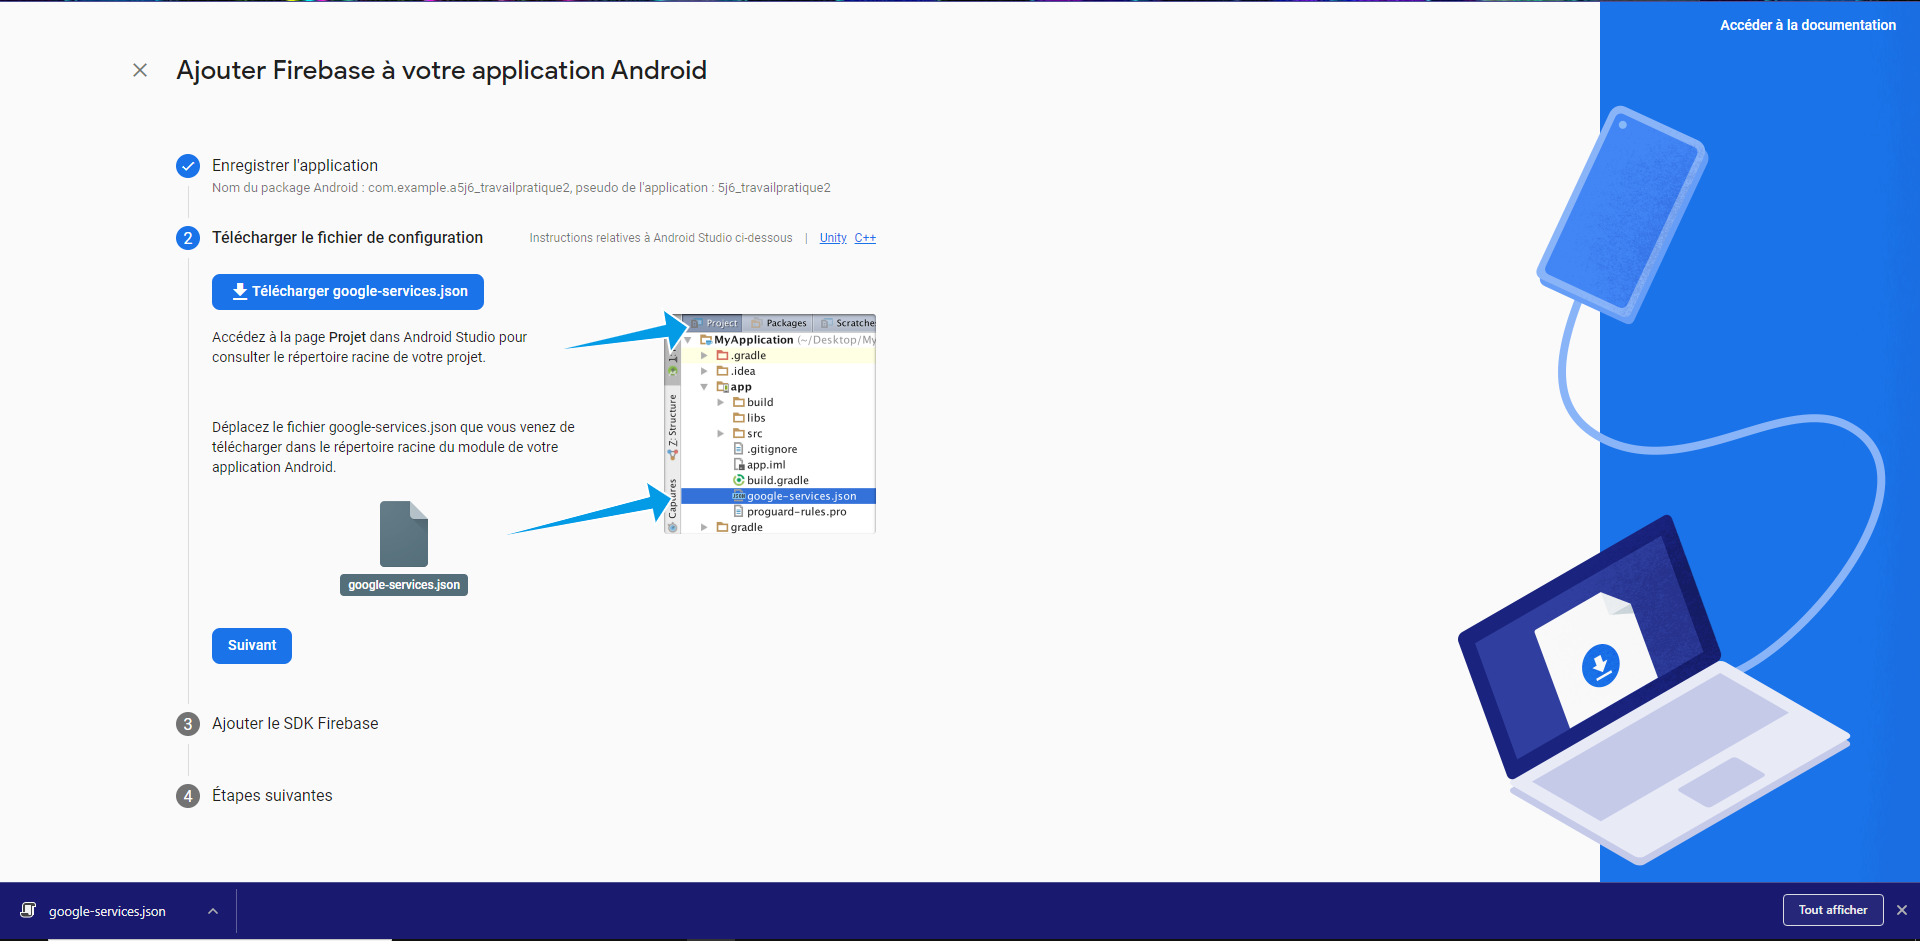 Accéder à la documentation
Ajouter Firebase à votre application Android
Enregistrer l'application
Nom du package Android : com.example.a5j6_travailpratique2, pseudo de l'application : 5j6_travailpratique2
2 Télécharger le fichier de configuration
Instructions relatives à Android Studio ci-dessous | Unity C++
Télécharger google-services.json
Accédez à la page Projet dans Android Studio pour
consulter le répertoire racine de votre projet.
Déplacez le fichier google-services.json que vous venez de
télécharger dans le répertoire racine du module de votre
application Android.
google-services.json
Project Packages Scratches
MyApplication (~/Desktop/My
.gradle
.idea
app
build
libs
src
.gitignore
app.iml
build.gradle
google-services.json
proguard-rules.pro
gradle
Z: Structure
Captures
Suivant
3 Ajouter le SDK Firebase
4 Étapes suivantes
google-services.json
Tout afficher